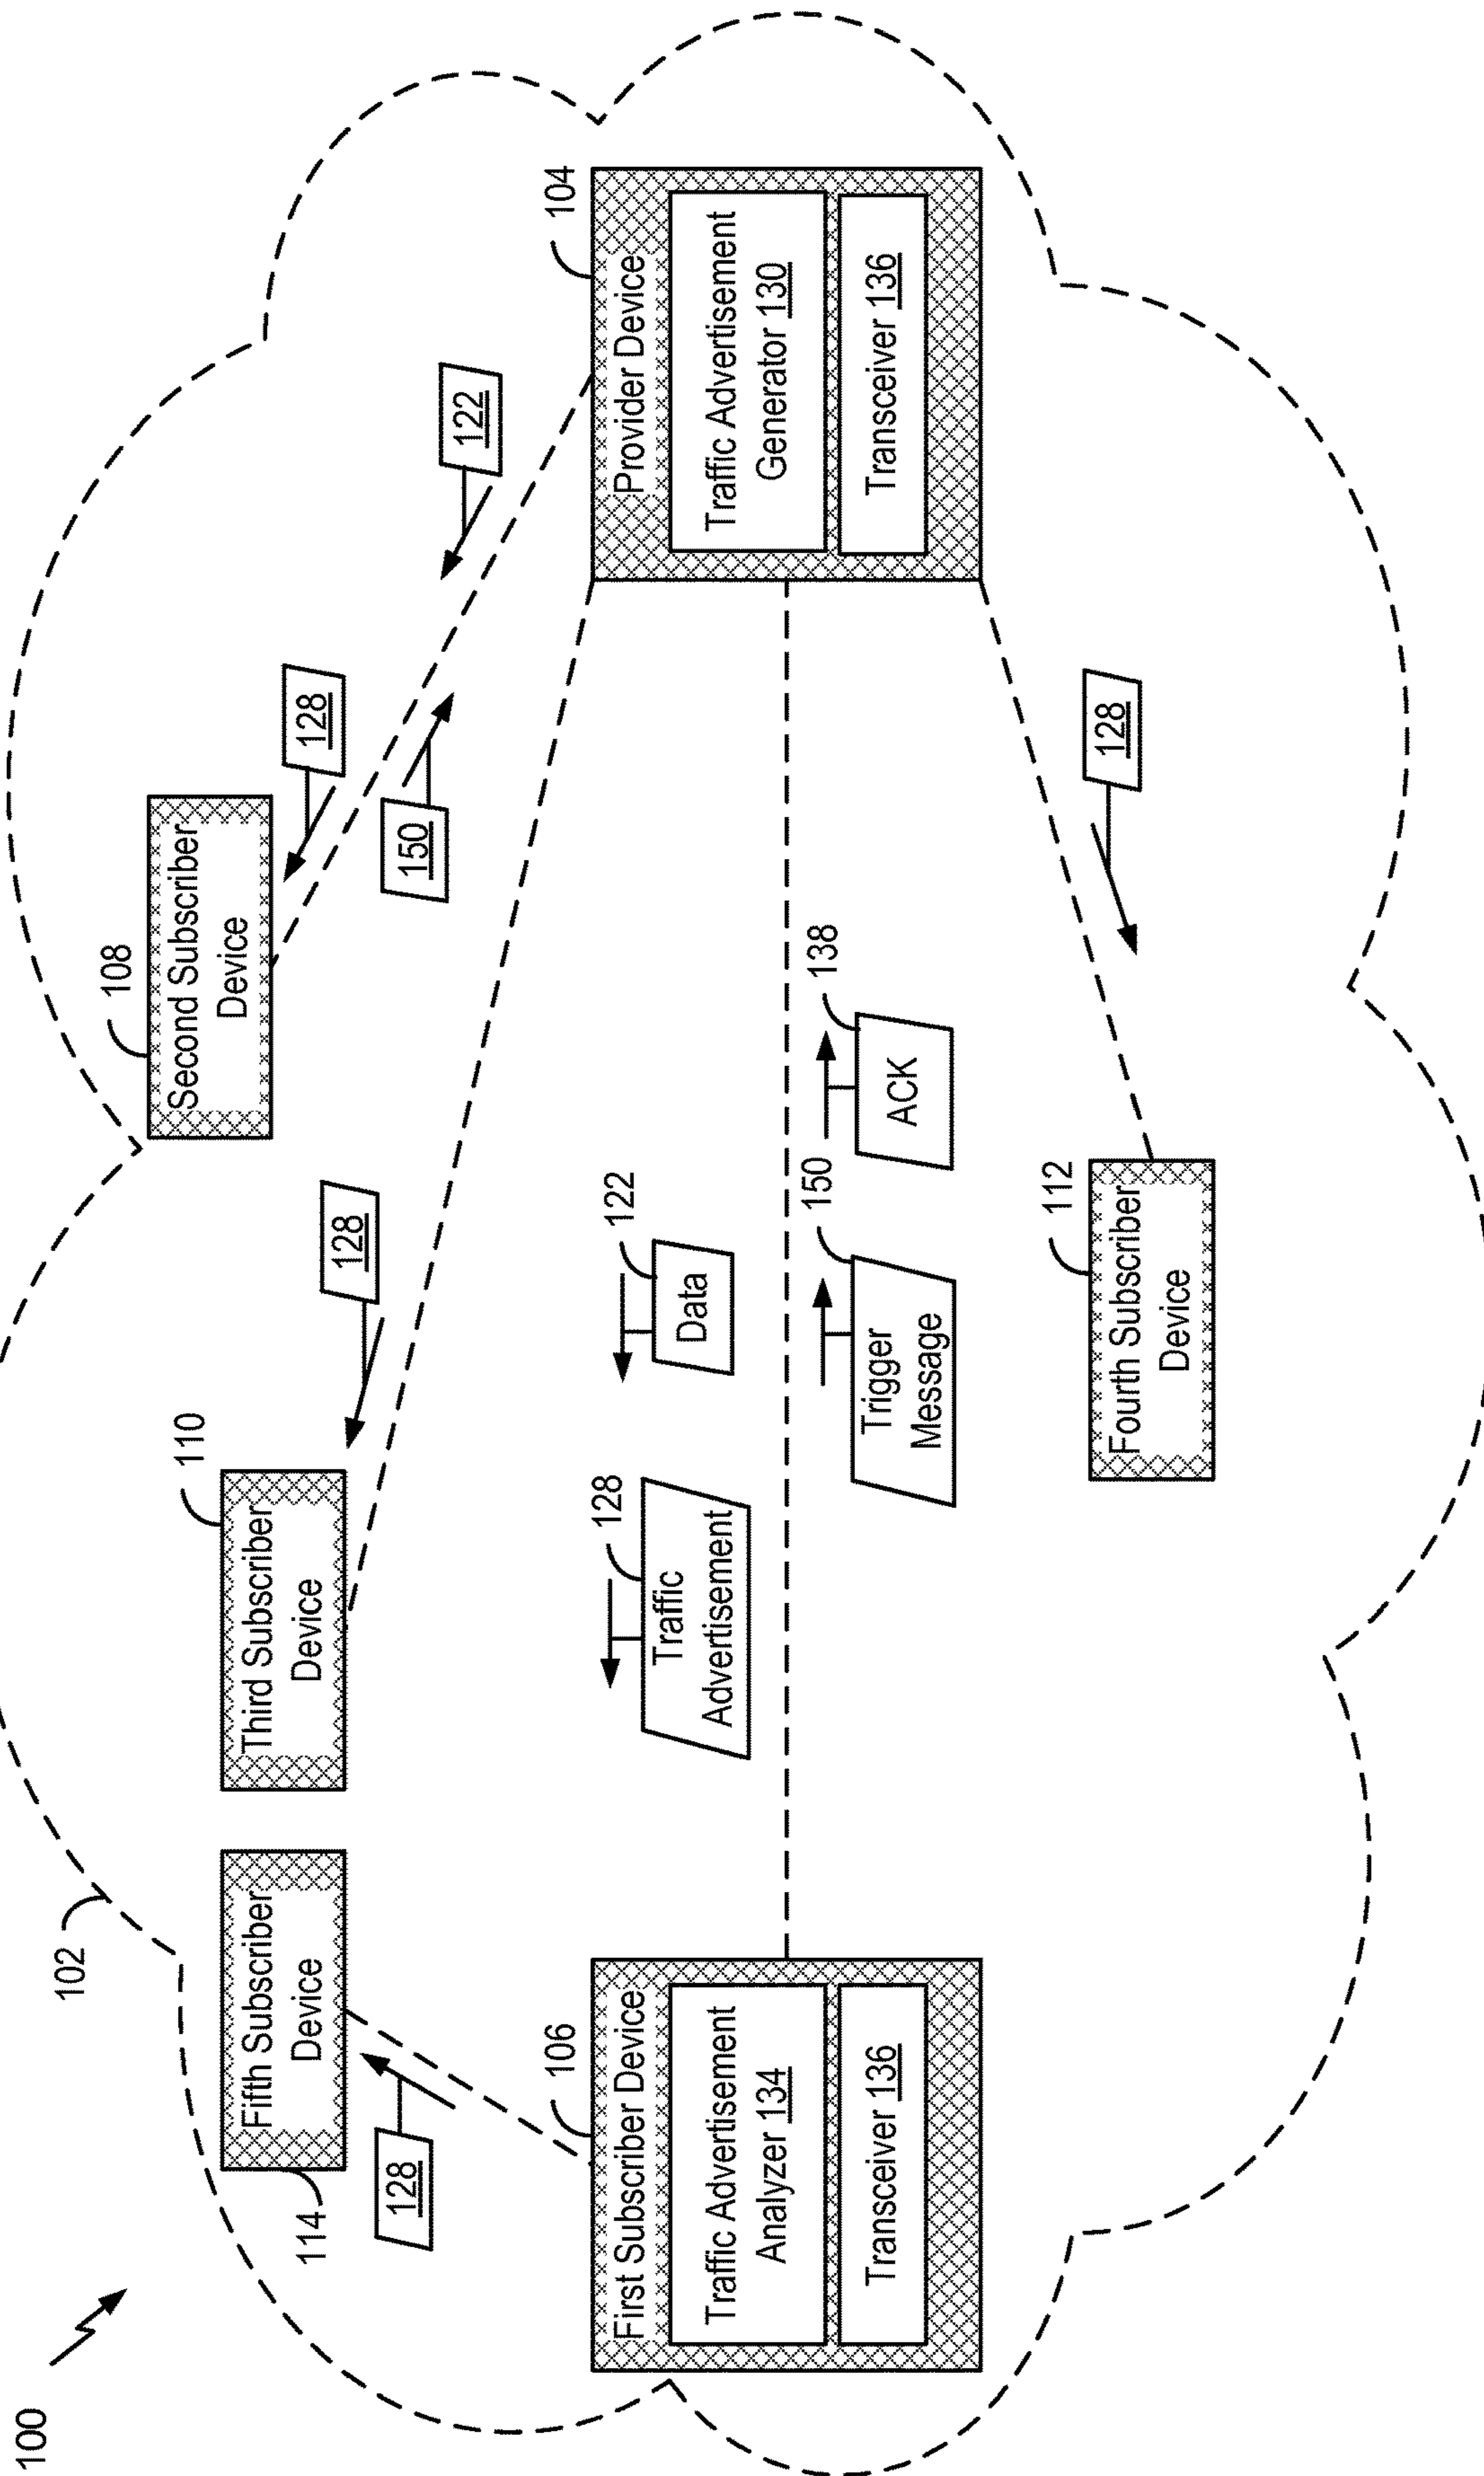 100
102
114
Fifth Subscriber
Device
110
Third Subscriber
Device
108
Second Subscriber
Device
128
128
128
150
122
106
First Subscriber Device
Traffic Advertisement
Analyzer 134
Transceiver 136
128
Traffic
Advertisement
122
Data
150
Trigger
Message
138
ACK
104
Provider Device
Traffic Advertisement
Generator 130
Transceiver 136
112
Fourth Subscriber
Device
128